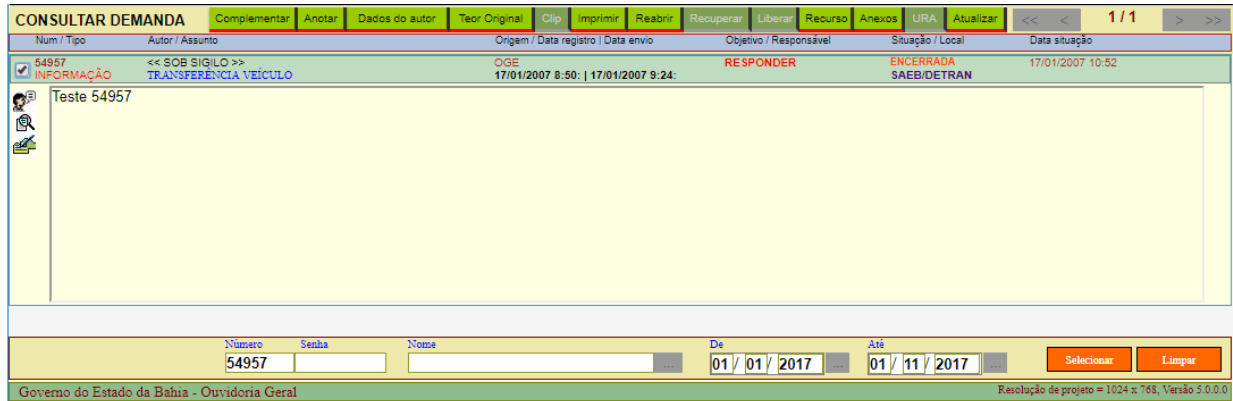 CONSULTAR DEMANDA Complementar Anotar Dados do autor Teor Original Clip Imprimir Reabrir Recuperar Liberar Recurso Anexos URA Atualizar << < 1 / 1 > >>
Num / Tipo Autor / Assunto Origem / Data registro | Data envio Objetivo / Responsável Situação / Local Data situação
54957 << SOB SIGILO >> OGE RESPONDER ENCERRADA 17/01/2007 10:52
INFORMAÇÃO TRANSFERÊNCIA VEÍCULO 17/01/2007 8:50: | 17/01/2007 9:24: SAEB/DETRAN
Teste 54957
Número Senha Nome De Até
54957 ... 01 / 01 / 2017 ... 01 / 11 / 2017 ... Selecionar Limpar
Governo do Estado da Bahia - Ouvidoria Geral Resolução de projeto = 1024 x 768, Versão 5.0.0.0